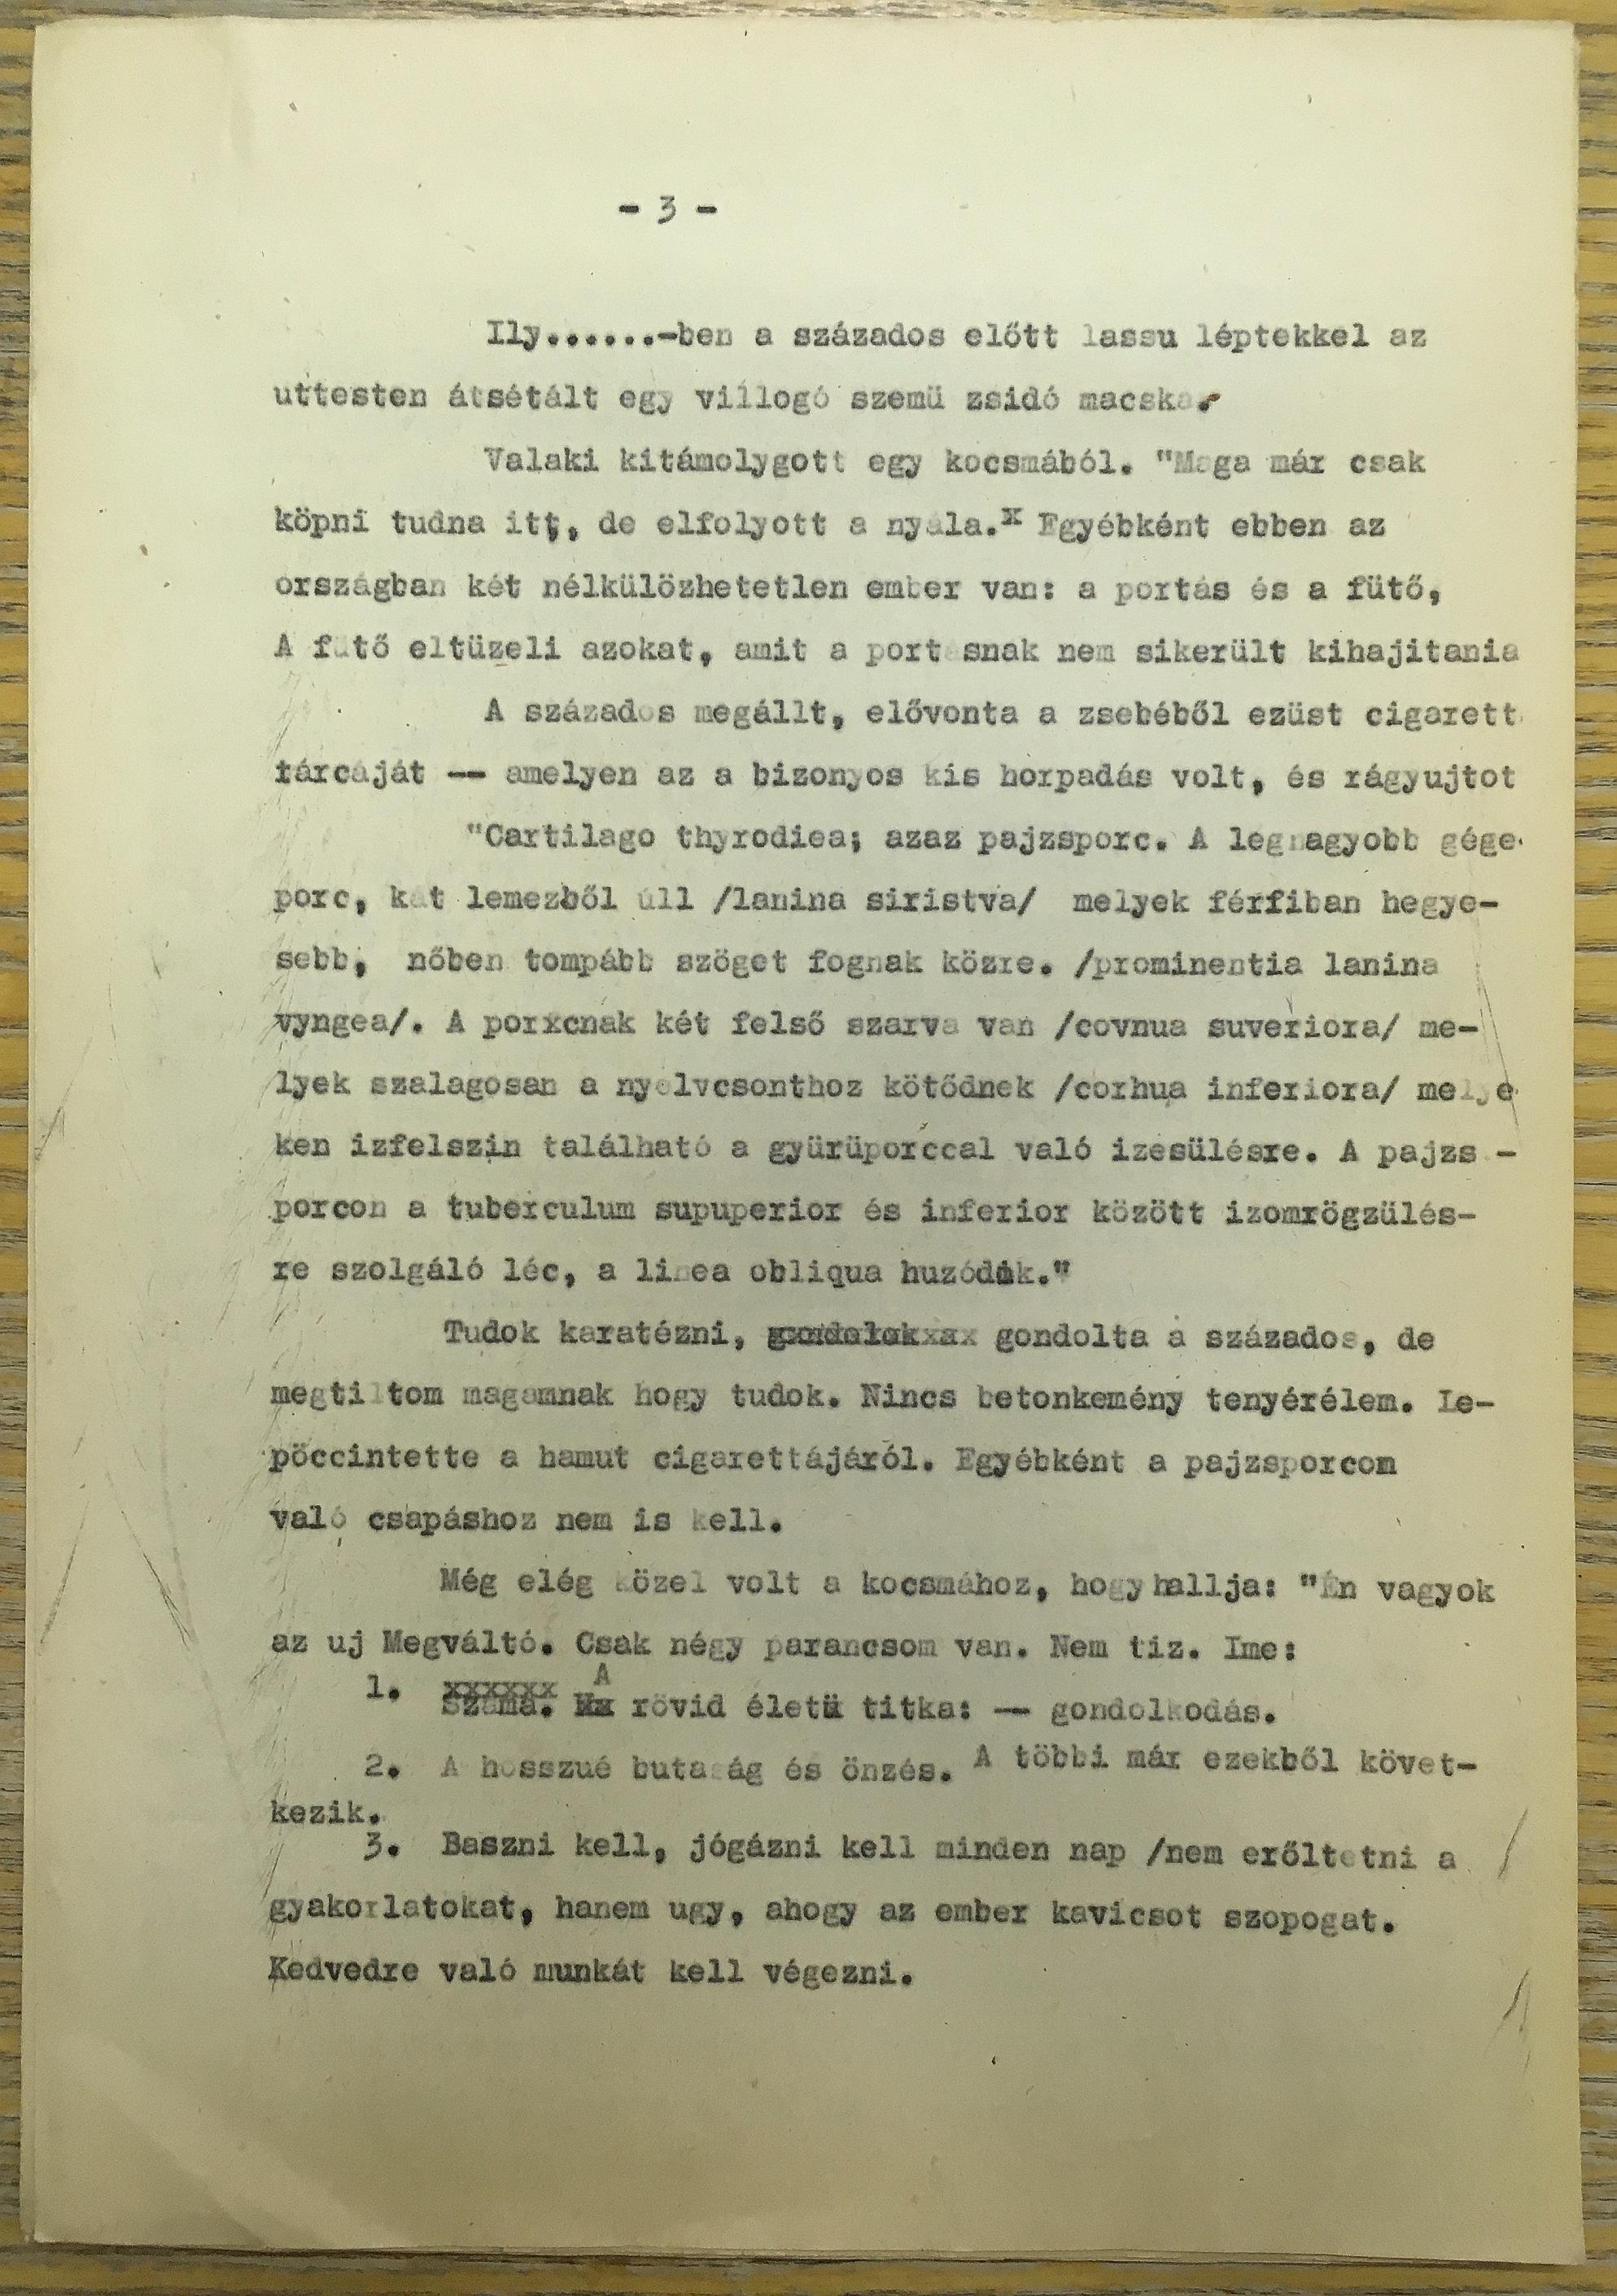 - 3 -
Ily......-ben a százados előtt lassu léptekkel az
uttesten átsétált egy villogó szemü zsidó macska.
Valaki kitámolygott egy kocsmából. "Maga már csak
köpni tudna itt, de elfolyott a nyála.x Egyébként ebben az
országban két nélkülözhetetlen ember van: a portás és a fütő,
A fütő eltüzeli azokat, amit a portásnak nem sikerült kihajitania
A százados megállt, elővonta a zsebéből ezüst cigarett
tárcáját -- amelyen az a bizonyos kis horpadás volt, és rágyujtot
"Cartilago thyrodiea; azaz pajzsporc. A legnagyobb gége-
porc, két lemezből áll /lanina siristva/ melyek férfiban hegye-
sebb, nőben tompább szöget fognak közre. /prominentia lanina
vyngea/. A porxcnak két felső szarva van /covnua suveriora/ me-
lyek szalagosan a nyelvcsonthoz kötődnek /corhua inferiora/ melye
ken izfelszin található a gyürüporccal való izesülésre. A pajzs -
porcon a tuberculum supuperior és inferior között izomrögzülés-
re szolgáló léc, a linea obliqua huzódik."
Tudok karatézni, gondolta a százados, de
megtiltom magamnak hogy tudok. Nincs betonkemény tenyérélem. Le-
pöccintette a hamut cigarettájáról. Egyébként a pajzsporcon
való csapáshoz nem is kell.
Még elég közel volt a kocsmához, hogy hallja: "Én vagyok
az uj Megváltó. Csak négy parancsom van. Nem tiz. Ime:
1. A rövid életü titka: -- gondolkodás.
2. A hosszué butaság és önzés. A többi már ezekből követ-
kezik.
3. Baszni kell, jógázni kell minden nap /nem erőltetni a
gyakorlatokat, hanem ugy, ahogy az ember kavicsot szopogat.
Kedvedre való munkát kell végezni.